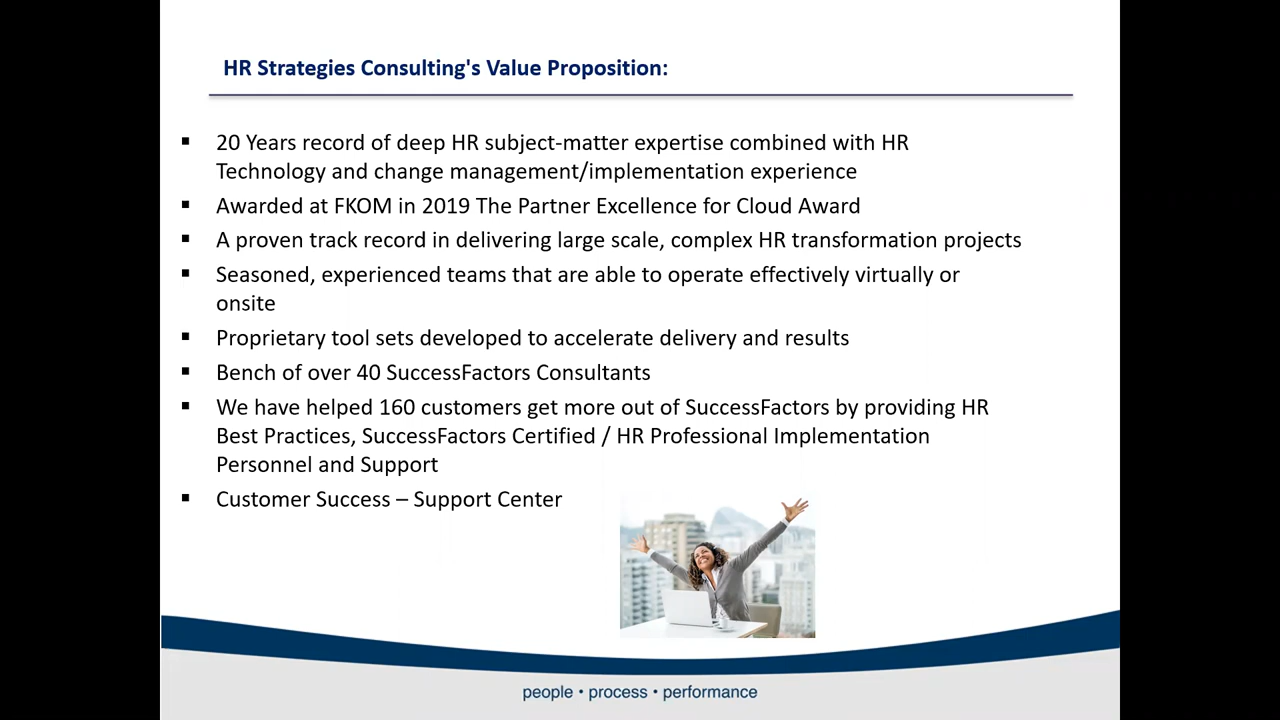 HR Strategies Consulting's Value Proposition:
▪ 20 Years record of deep HR subject-matter expertise combined with HR
Technology and change management/implementation experience
▪ Awarded at FKOM in 2019 The Partner Excellence for Cloud Award
▪ A proven track record in delivering large scale, complex HR transformation projects
▪ Seasoned, experienced teams that are able to operate effectively virtually or
onsite
▪ Proprietary tool sets developed to accelerate delivery and results
▪ Bench of over 40 SuccessFactors Consultants
▪ We have helped 160 customers get more out of SuccessFactors by providing HR
Best Practices, SuccessFactors Certified / HR Professional Implementation
Personnel and Support
▪ Customer Success – Support Center
people • process • performance